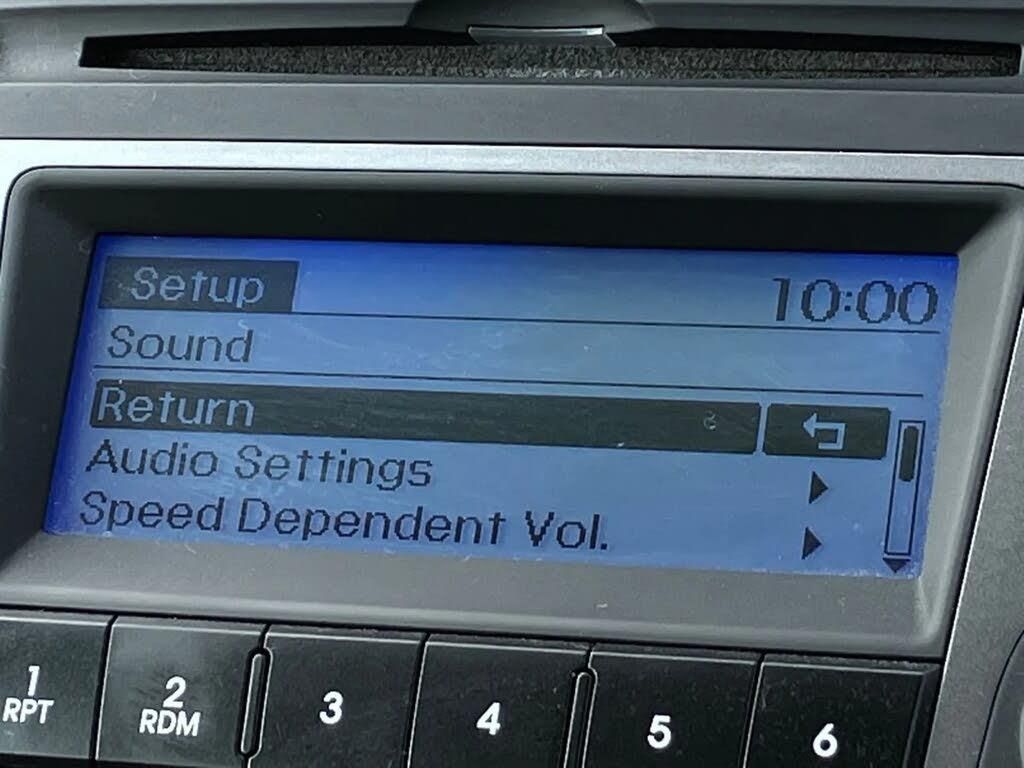 Setup 10:00
Sound
Return
Audio Settings
Speed Dependent Vol.
1 2 3 4 5 6
RPT RDM